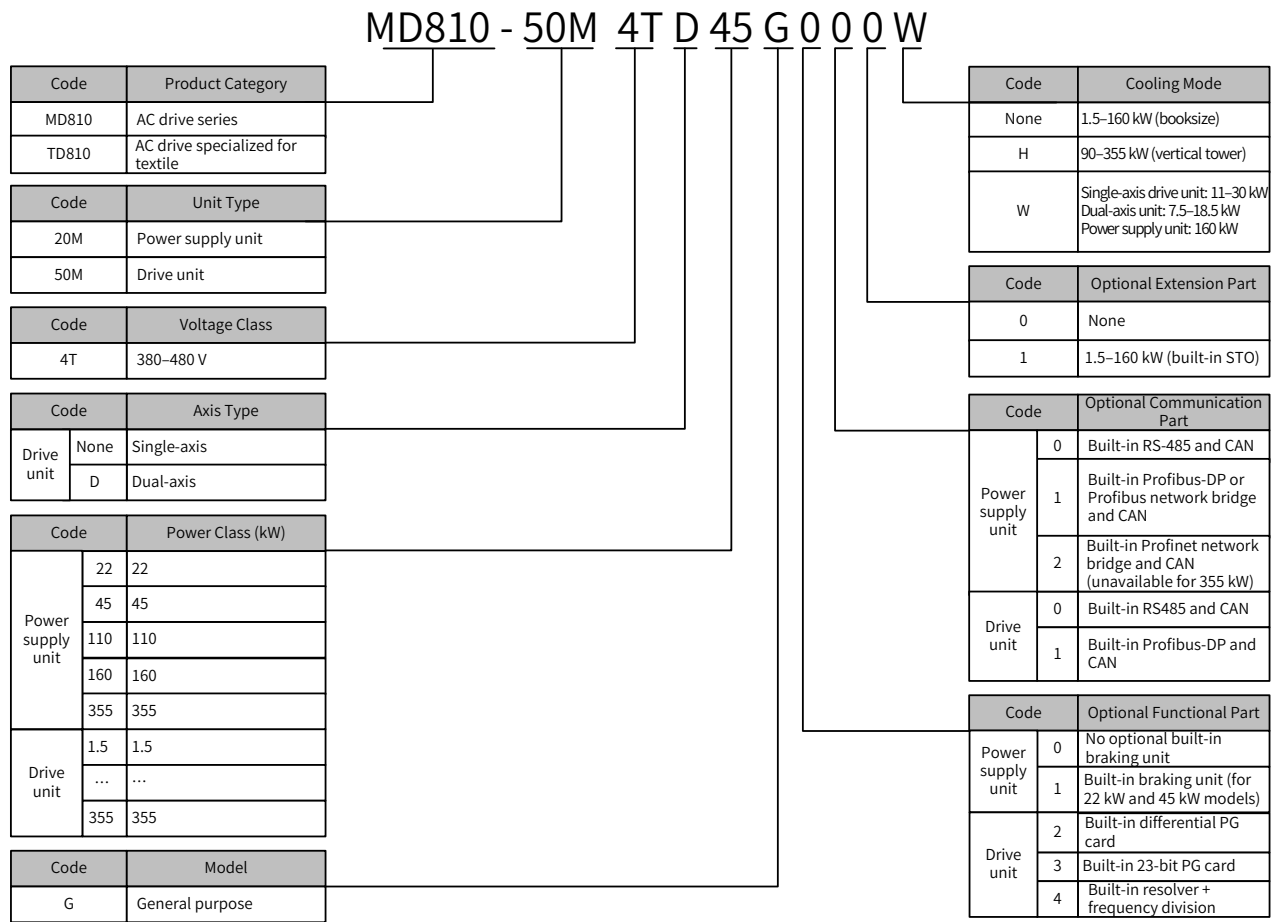 MD810 - 50M 4T D 45 G 0 0 0 W
Code Product Category
MD810 AC drive series
TD810 AC drive specialized for
textile
Code Unit Type
20M Power supply unit
50M Drive unit
Code Voltage Class
4T 380–480 V
Code Axis Type
Drive
unit
None Single-axis
D Dual-axis
Code Power Class (kW)
Power
supply
unit
22 22
45 45
110 110
160 160
355 355
Drive
unit
1.5 1.5
... ...
355 355
Code Model
G General purpose
Code Cooling Mode
None 1.5–160 kW (booksize)
H 90–355 kW (vertical tower)
W
Single-axis drive unit: 11–30 kW
Dual-axis unit: 7.5–18.5 kW
Power supply unit: 160 kW
Code Optional Extension Part
0 None
1 1.5–160 kW (built-in STO)
Code Optional Communication
Part
Power
supply
unit
0 Built-in RS-485 and CAN
1 Built-in Profibus-DP or
Profibus network bridge
and CAN
2 Built-in Profinet network
bridge and CAN
(unavailable for 355 kW)
Drive
unit
0 Built-in RS485 and CAN
1 Built-in Profibus-DP and
CAN
Code Optional Functional Part
Power
supply
unit
0 No optional built-in
braking unit
1 Built-in braking unit (for
22 kW and 45 kW models)
Drive
unit
2 Built-in differential PG
card
3 Built-in 23-bit PG card
4 Built-in resolver +
frequency division